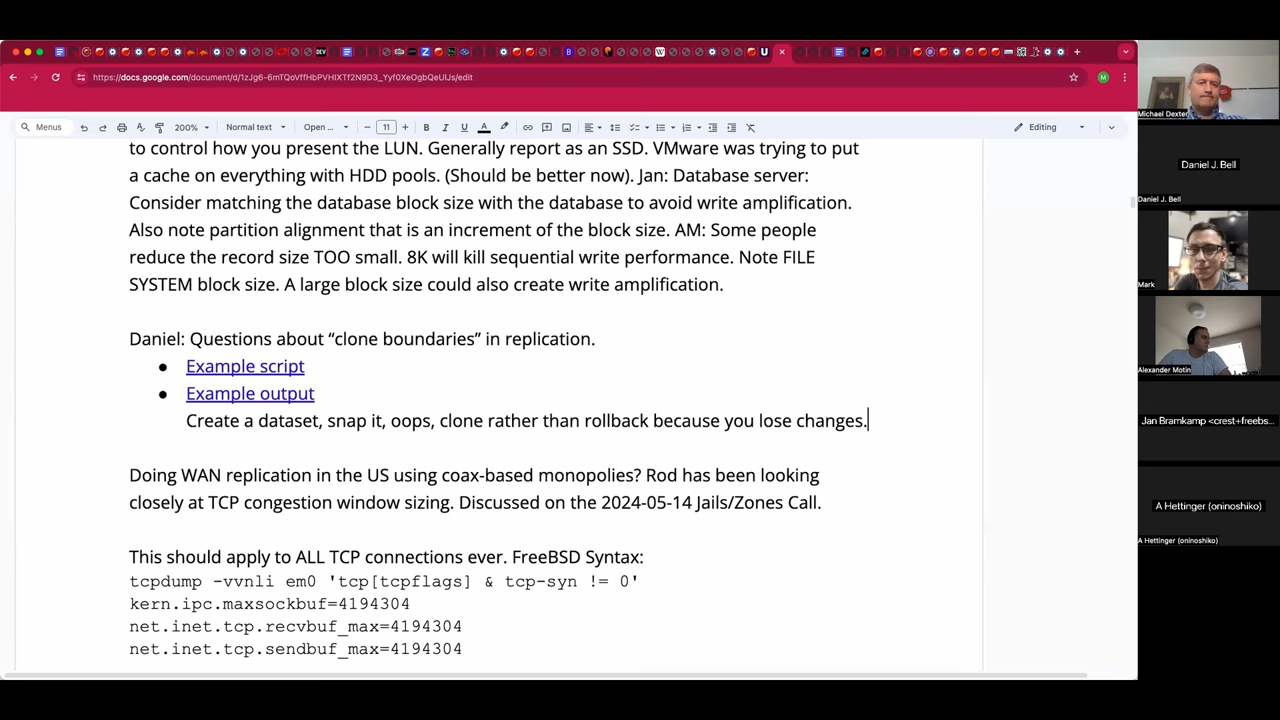 https://docs.google.com/document/d/1zJg6-6mTQoVffHbPVHIXTf2N9D3_Yyf0XeOgbQeUIJs/edit
M
Menus
200%
Normal text
Open ...
11
B
I
U
A
Editing
to control how you present the LUN. Generally report as an SSD. VMware was trying to put
a cache on everything with HDD pools. (Should be better now). Jan: Database server:
Consider matching the database block size with the database to avoid write amplification.
Also note partition alignment that is an increment of the block size. AM: Some people
reduce the record size TOO small. 8K will kill sequential write performance. Note FILE
SYSTEM block size. A large block size could also create write amplification.
Daniel: Questions about “clone boundaries” in replication.
● Example script
● Example output
Create a dataset, snap it, oops, clone rather than rollback because you lose changes.
Doing WAN replication in the US using coax-based monopolies? Rod has been looking
closely at TCP congestion window sizing. Discussed on the 2024-05-14 Jails/Zones Call.
This should apply to ALL TCP connections ever. FreeBSD Syntax:
tcpdump -vvnli em0 'tcp[tcpflags] & tcp-syn != 0'
kern.ipc.maxsockbuf=4194304
net.inet.tcp.recvbuf_max=4194304
net.inet.tcp.sendbuf_max=4194304
Michael Dexter
Daniel J. Bell
Daniel J. Bell
Mark
Alexander Motin
Jan Bramkamp <crest+freebs...
A Hettinger (oninoshiko)
A Hettinger (oninoshiko)